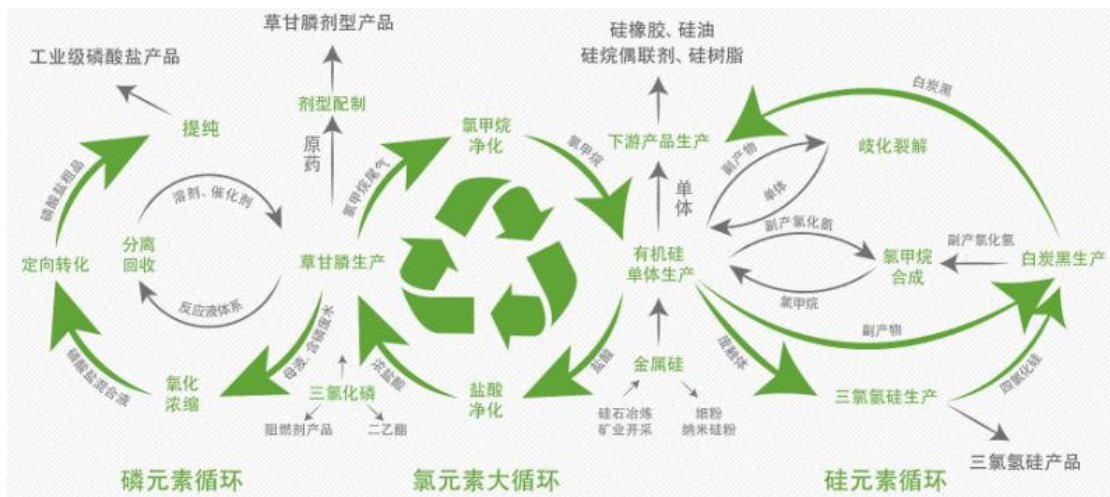 草甘膦剂型产品
硅橡胶、硅油
硅烷偶联剂、硅树脂
工业级磷酸盐产品
白炭黑
剂型配制
提纯
原药
氯甲烷
净化
氯甲烷
下游产品生产
歧化裂解
副产物
单体
单体
磷酸盐粗品
溶剂、催化剂
氯甲烷尾气
副产氯化氢
副产氯化氢
定向转化
分离
回收
草甘膦生产
有机硅
单体生产
氯甲烷
合成
白炭黑生产
反应液体系
氯甲烷
副产物
磷酸盐混合液
母液、含磷废水
浓盐酸
盐酸
金属硅
废触体
四氯化硅
氧化
浓缩
三氯化磷
盐酸
净化
三氯氢硅生产
阻燃剂产品
二乙酯
硅石冶炼
矿业开采
细粉
纳米硅粉
三氯氢硅产品
磷元素循环
氯元素大循环
硅元素循环